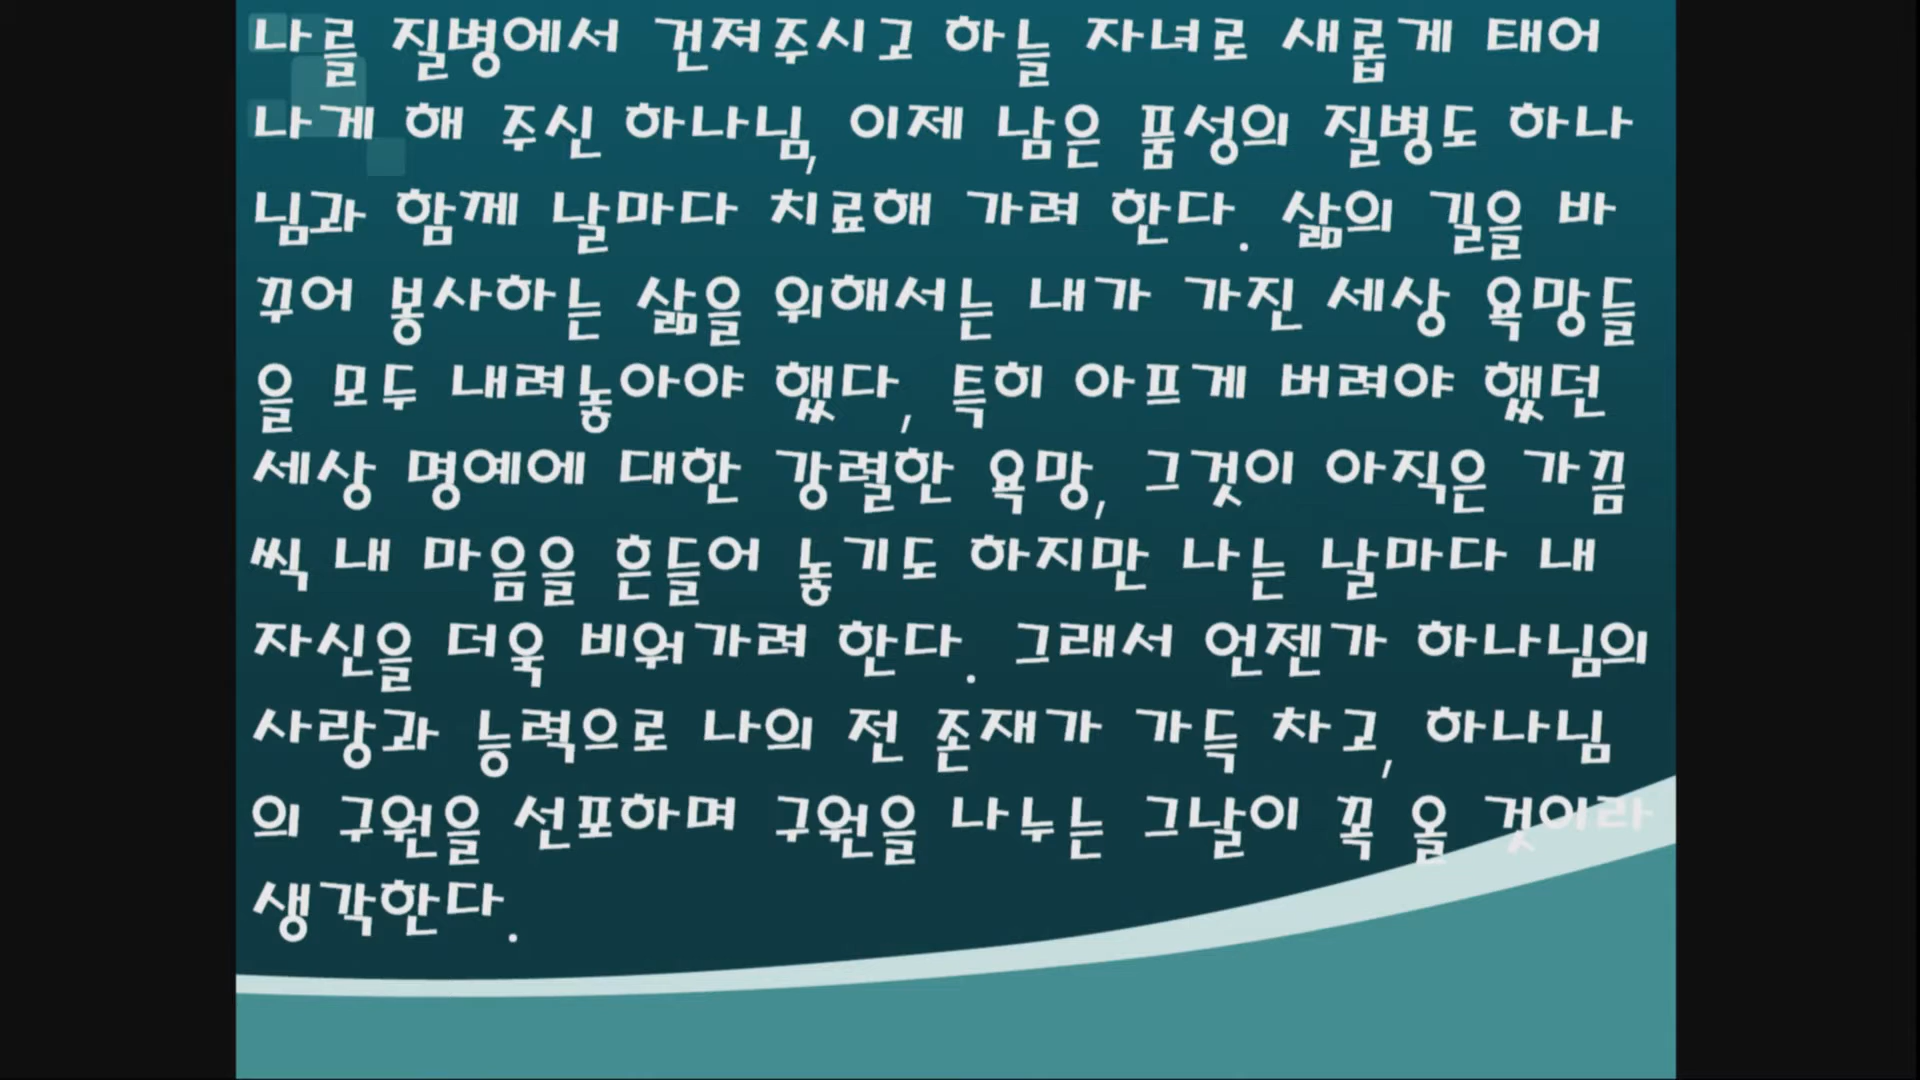 나를 질병에서 건져주시고 하늘 자녀로 새롭게 태어
나게 해 주신 하나님, 이제 남은 품성의 질병도 하나
님과 함께 날마다 치료해 가려 한다. 삶의 길을 바
꾸어 봉사하는 삶을 위해서는 내가 가진 세상 욕망들
을 모두 내려놓아야 했다, 특히 아프게 버려야 했던
세상 명예에 대한 강렬한 욕망, 그것이 아직은 가끔
씩 내 마음을 흔들어 놓기도 하지만 나는 날마다 내
자신을 더욱 비워가려 한다. 그래서 언젠가 하나님의
사랑과 능력으로 나의 전 존재가 가득 차고, 하나님
의 구원을 선포하며 구원을 나누는 그날이 꼭 올 것이라
생각한다.